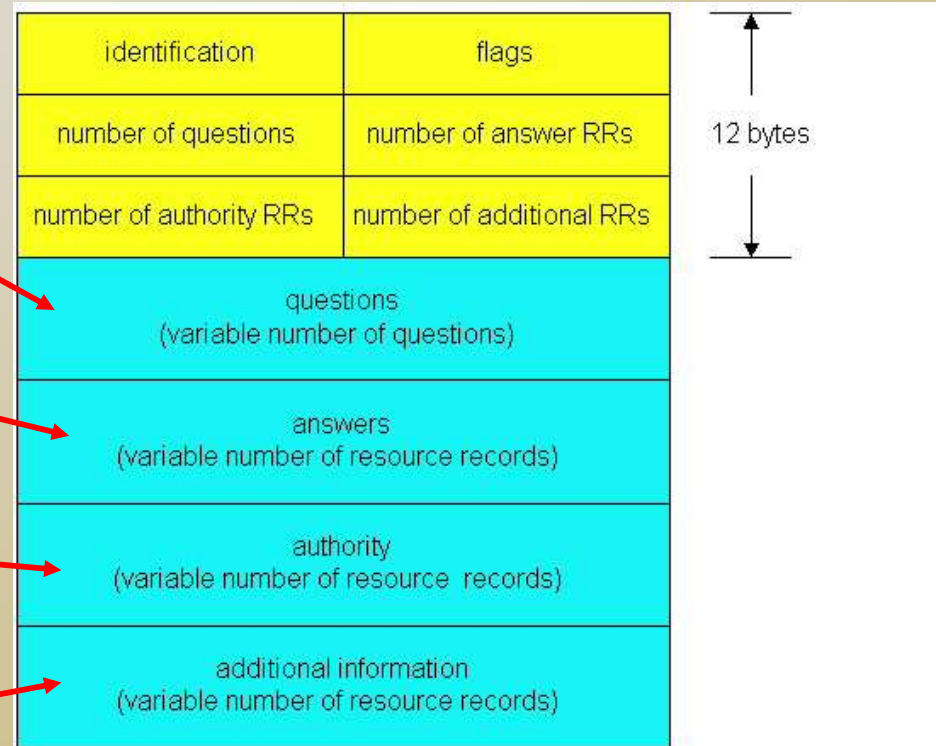 identification
flags
number of questions
number of answer RRs
12 bytes
number of authority RRs
number of additional RRs
questions
(variable number of questions)
answers
(variable number of resource records)
authority
(variable number of resource records)
additional information
(variable number of resource records)